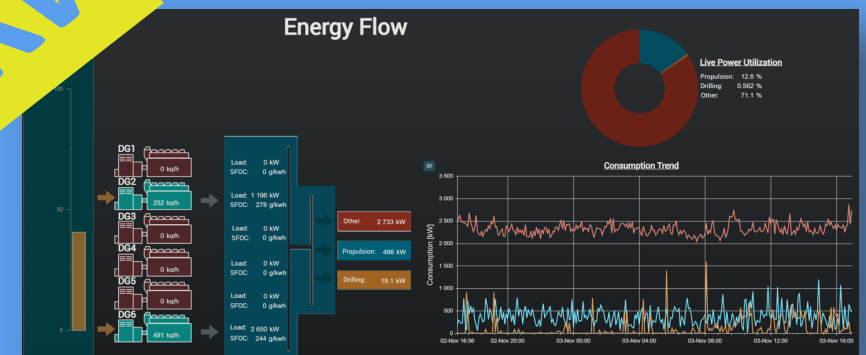 Energy Flow
Live Power Utilization
Propulsion: 12.6 %
Drilling: 0.562 %
Other: 71.1 %
100
50
0
DG1
0 kg/h
DG2
252 kg/h
DG3
0 kg/h
DG4
0 kg/h
DG5
0 kg/h
DG6
491 kg/h
Load: 0 kW
SFOC: 0 g/kwh
Load: 1 196 kW
SFOC: 278 g/kwh
Load: 0 kW
SFOC: 0 g/kwh
Load: 0 kW
SFOC: 0 g/kwh
Load: 0 kW
SFOC: 0 g/kwh
Load: 2 650 kW
SFOC: 244 g/kwh
Other: 2 733 kW
Propulsion: 486 kW
Drilling: 19.1 kW
Consumption Trend
Consumption [kW]
3 500
3 000
2 500
2 000
1 500
1 000
500
0
02-Nov 16:56
02-Nov 20:00
03-Nov 00:00
03-Nov 04:00
03-Nov 08:00
03-Nov 12:00
03-Nov 16:00